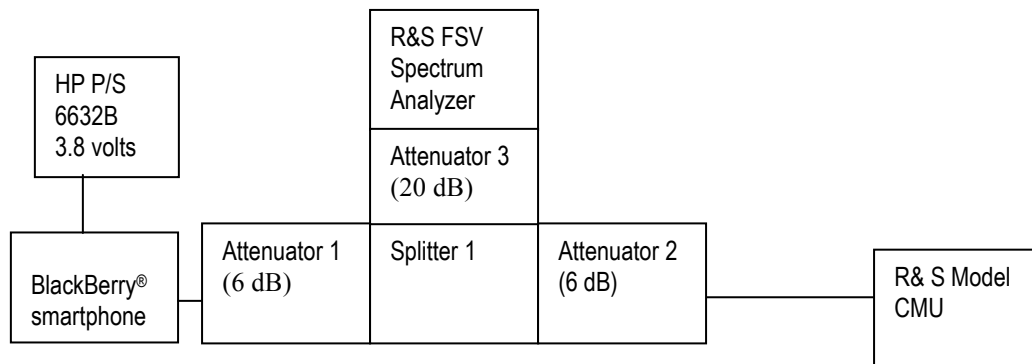 R&S FSV
Spectrum
Analyzer
HP P/S
6632B
3.8 volts
Attenuator 3
(20 dB)
BlackBerry®
smartphone
Attenuator 1
(6 dB)
Splitter 1
Attenuator 2
(6 dB)
R& S Model
CMU